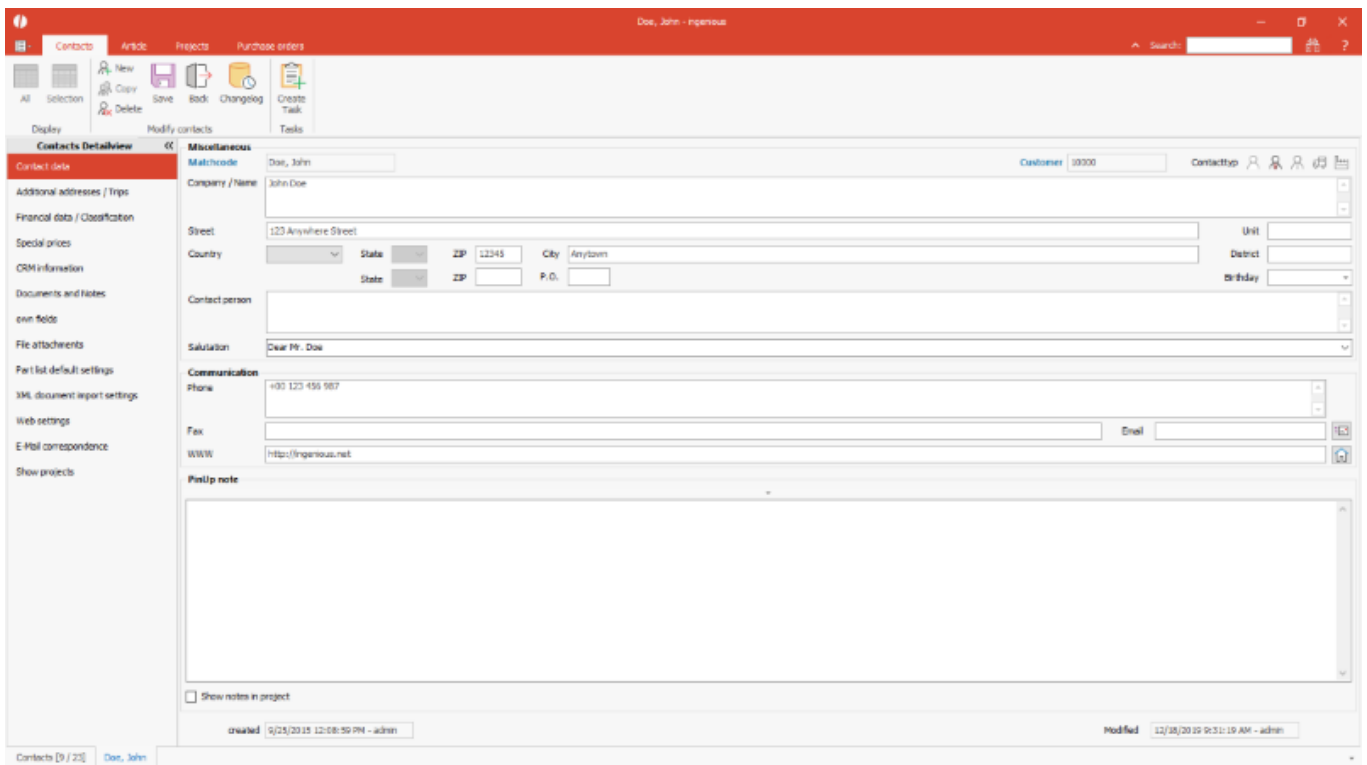 Doe, John - ingenious
Contacts Article Projects Purchase orders Search: ?
All Selection New Copy Delete Save Back Changelog Create Task
Display Modify contacts Tasks
Contacts Detailview
Contact data
Additional addresses / Trips
Financial data / Classification
Special prices
CRM information
Documents and Notes
own fields
File attachments
Part list default settings
XML document import settings
Web settings
E-Mail correspondence
Show projects
Miscellaneous
Matchcode Doe, John Customer 10000 Contacttyp
Company / Name John Doe
Street 123 Anywhere Street Unit
Country State ZIP 12345 City Anytown District
State ZIP P.O. Birthday
Contact person
Salutation Dear Mr. Doe
Communication
Phone +00 123 456 987
Fax Email
WWW http://ingenious.net
PinUp note
Show notes in project
created 9/25/2015 12:08:59 PM - admin Modified 12/18/2019 9:31:19 AM - admin
Contacts [9 / 23] Doe, John